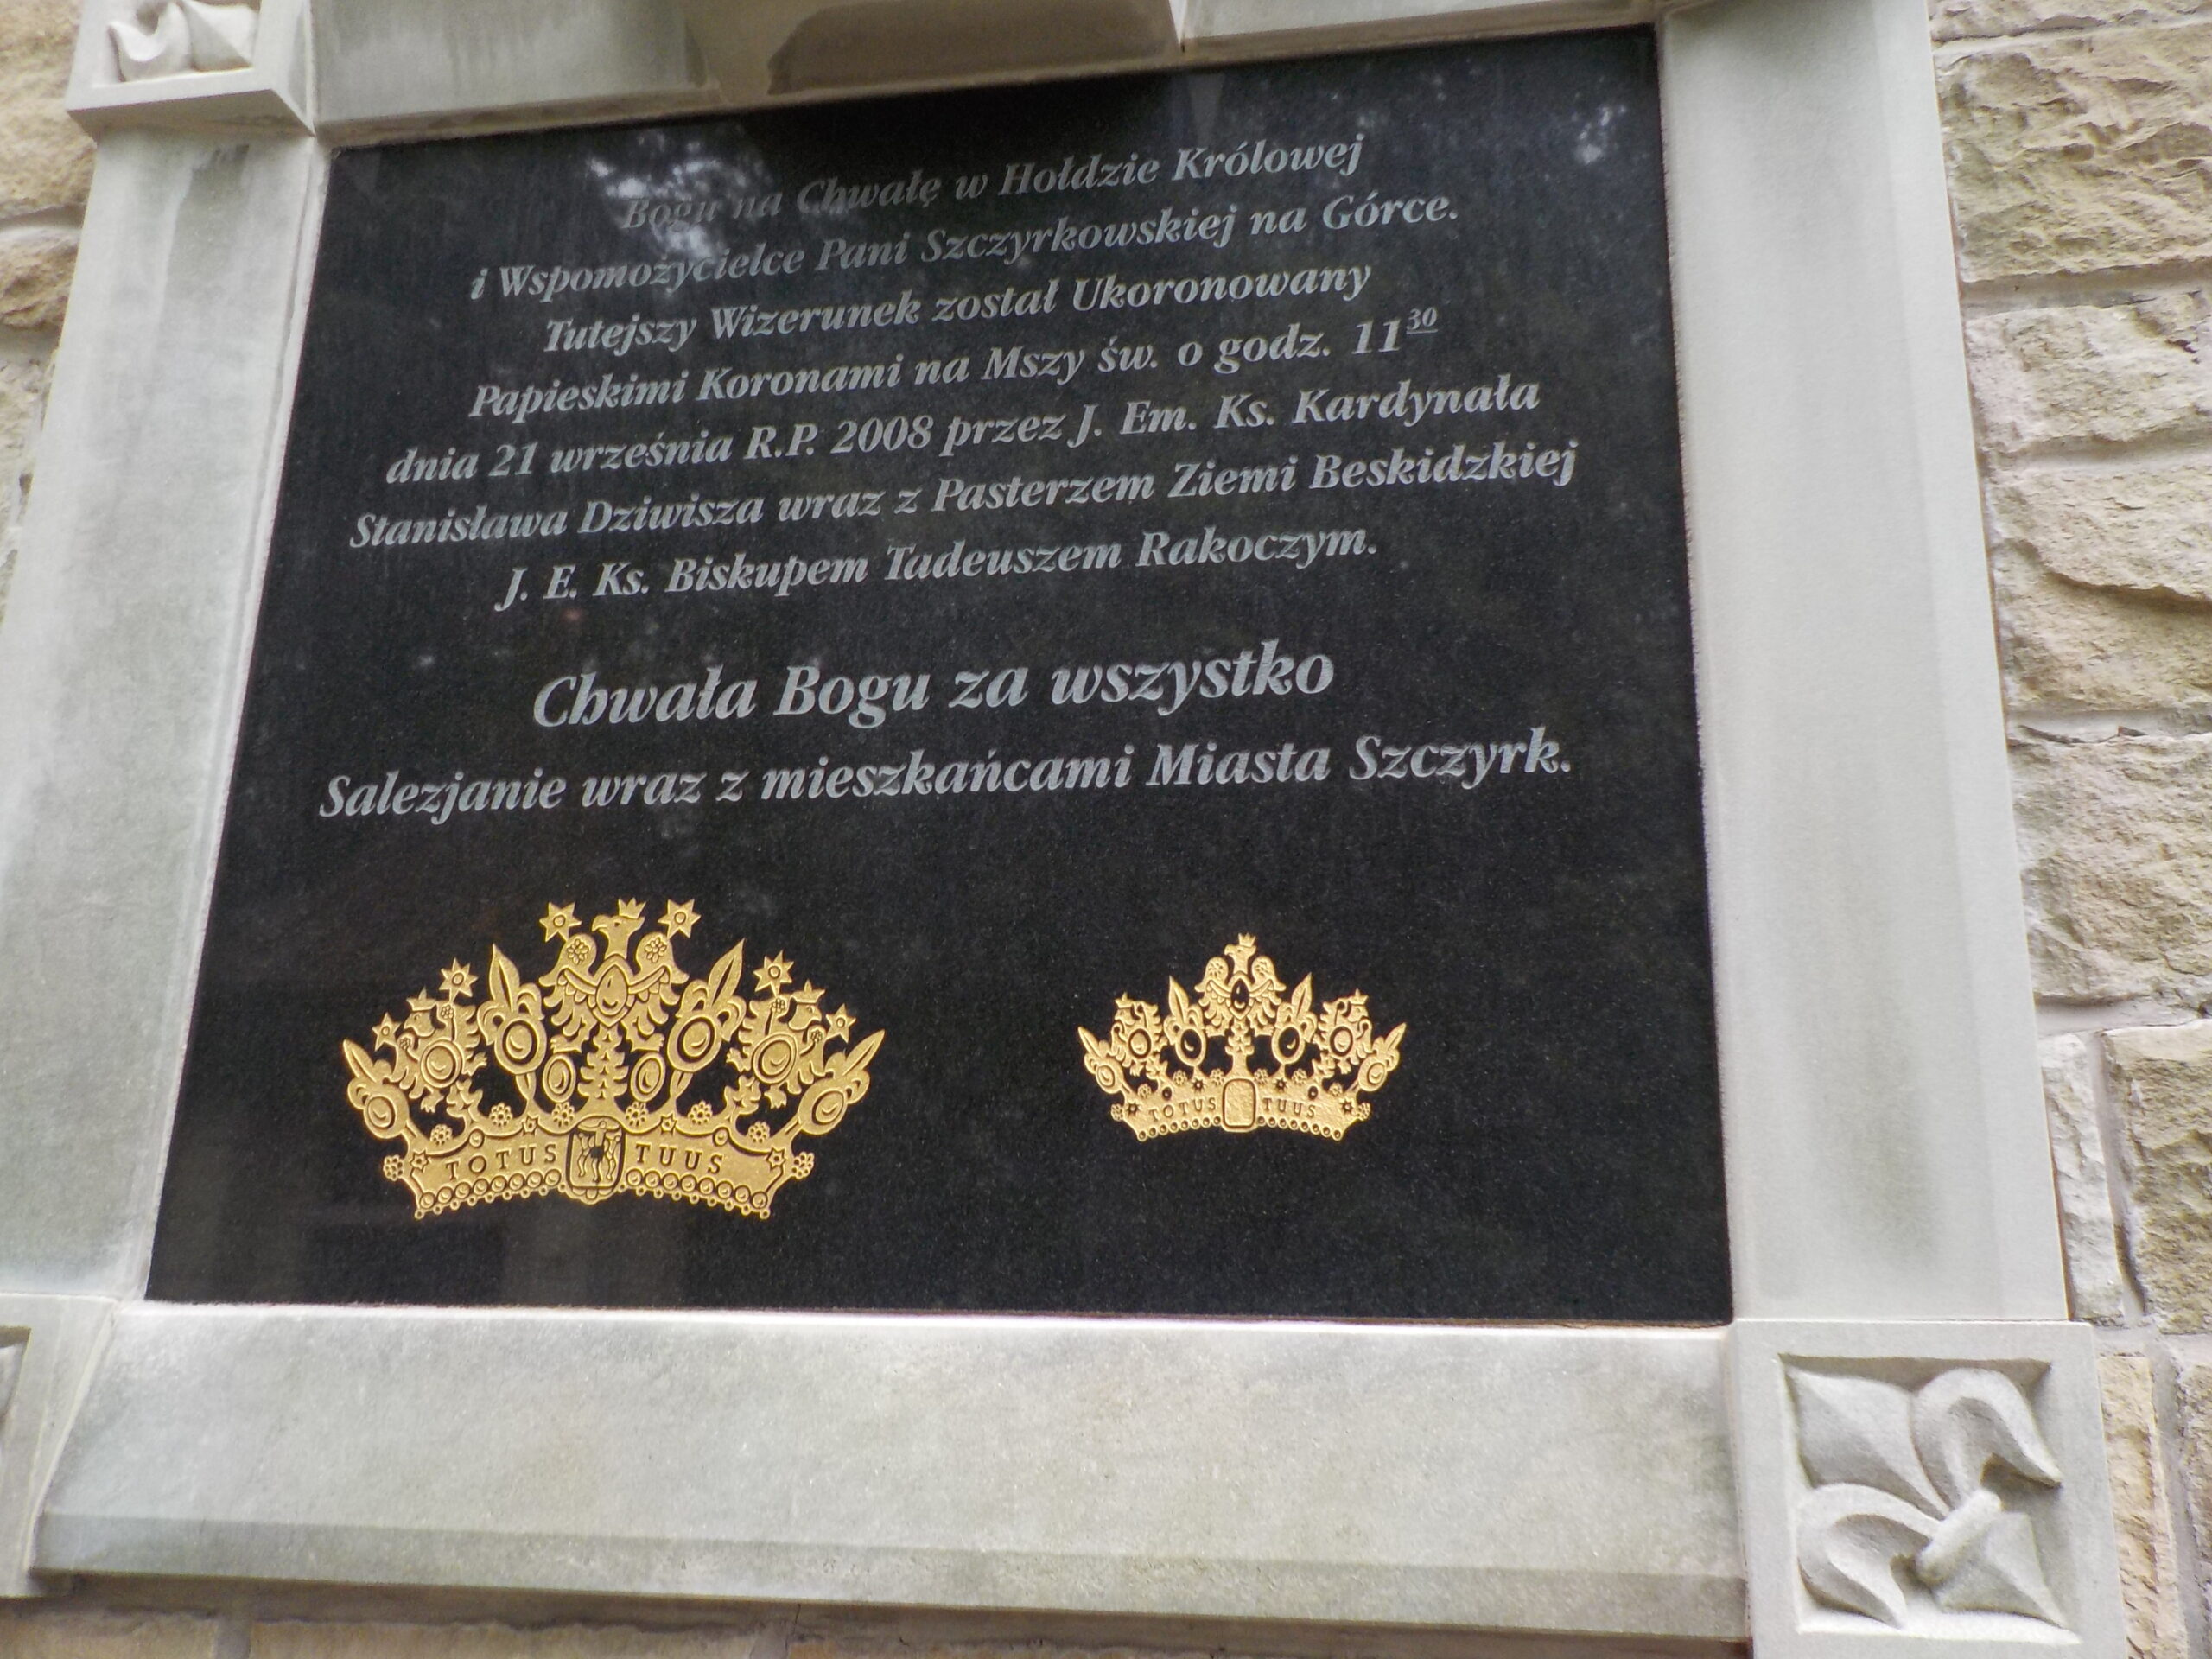 Bogu na Chwałę w Hołdzie Królowej
i Wspomożycielce Pani Szczyrkowskiej na Górce.
Tutejszy Wizerunek został Ukoronowany
Papieskimi Koronami na Mszy św. o godz. 11³⁰
dnia 21 września R.P. 2008 przez J. Em. Ks. Kardynała
Stanisława Dziwisza wraz z Pasterzem Ziemi Beskidzkiej
J. E. Ks. Biskupem Tadeuszem Rakoczym.
Chwała Bogu za wszystko
Salezjanie wraz z mieszkańcami Miasta Szczyrk.
TOTUS TUUS
TOTUS TUUS